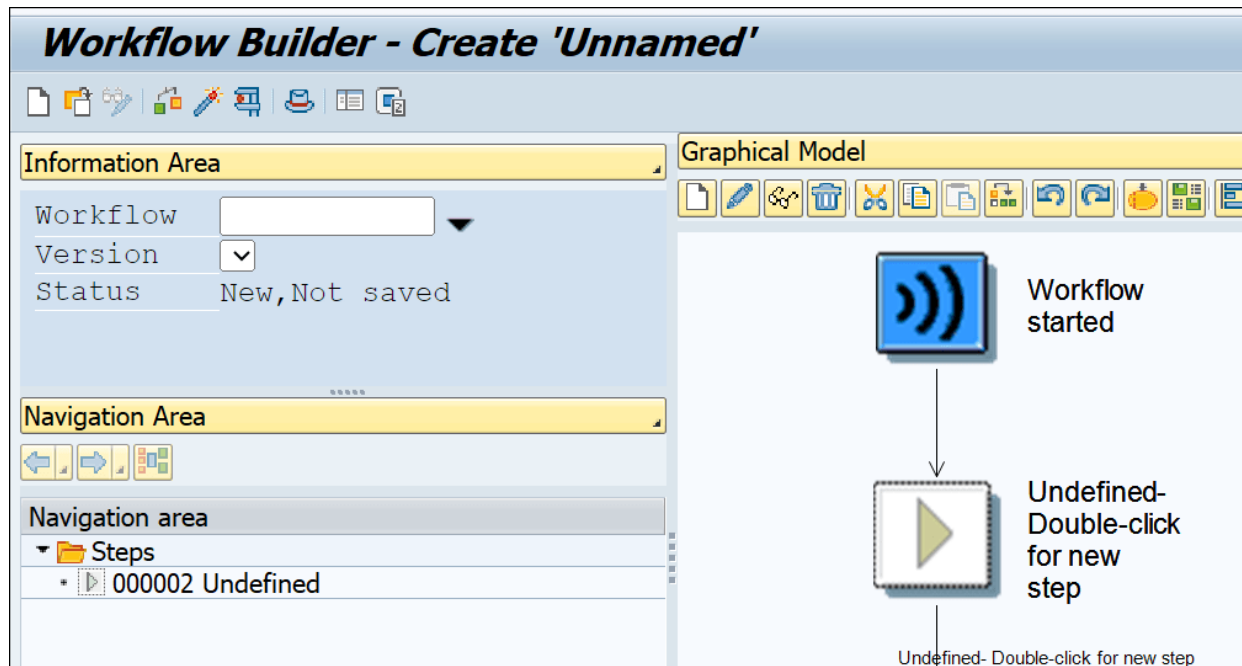 Workflow Builder - Create 'Unnamed'
Information Area
Workflow
Version
Status New,Not saved
Navigation Area
Navigation area
Steps
000002 Undefined
Graphical Model
Workflow
started
Undefined-
Double-click
for new
step
Undefined- Double-click for new step